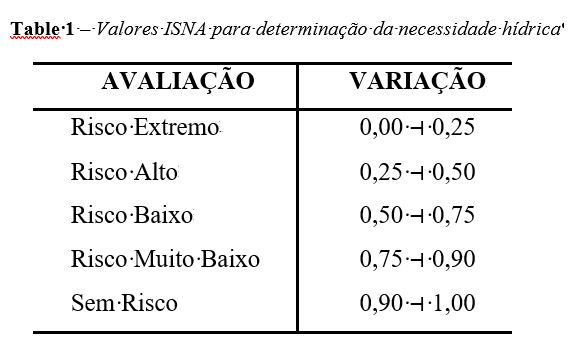 Table 1 – Valores ISNA para determinação da necessidade hídrica
AVALIAÇÃO VARIAÇÃO
Risco Extremo 0,00 ⊣ 0,25
Risco Alto 0,25 ⊣ 0,50
Risco Baixo 0,50 ⊣ 0,75
Risco Muito Baixo 0,75 ⊣ 0,90
Sem Risco 0,90 ⊣ 1,00